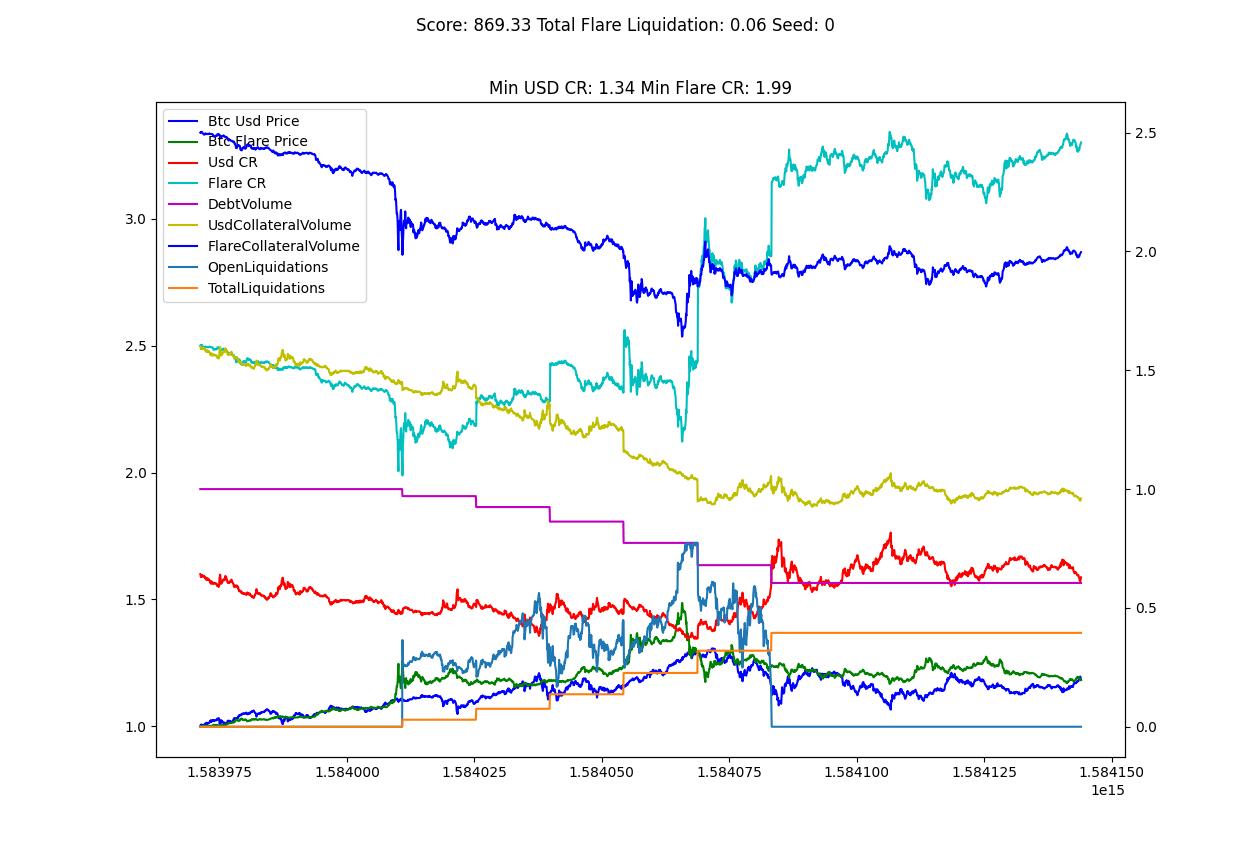 Score: 869.33 Total Flare Liquidation: 0.06 Seed: 0
Min USD CR: 1.34 Min Flare CR: 1.99
Btc Usd Price
Btc Flare Price
Usd CR
Flare CR
DebtVolume
UsdCollateralVolume
FlareCollateralVolume
OpenLiquidations
TotalLiquidations
3.0
2.5
2.0
1.5
1.0
2.5
2.0
1.5
1.0
0.5
0.0
1.583975 1.584000 1.584025 1.584050 1.584075 1.584100 1.584125 1.584150
1e15